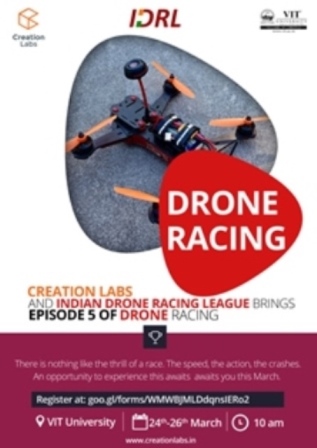 Creation
Labs
IDRL
VIT
UNIVERSITY
DRONE
RACING
CREATION LABS
AND INDIAN DRONE RACING LEAGUE BRINGS
EPISODE 5 OF DRONE RACING
There is nothing like the thrill of a race. The speed, the action, the crashes.
An opportunity to experience this awaits awaits you this March.
Register at: goo.gl/forms/WMWBJMLDdqnsIERo2
VIT University
24th-26th March
10 am
www.creationlabs.in